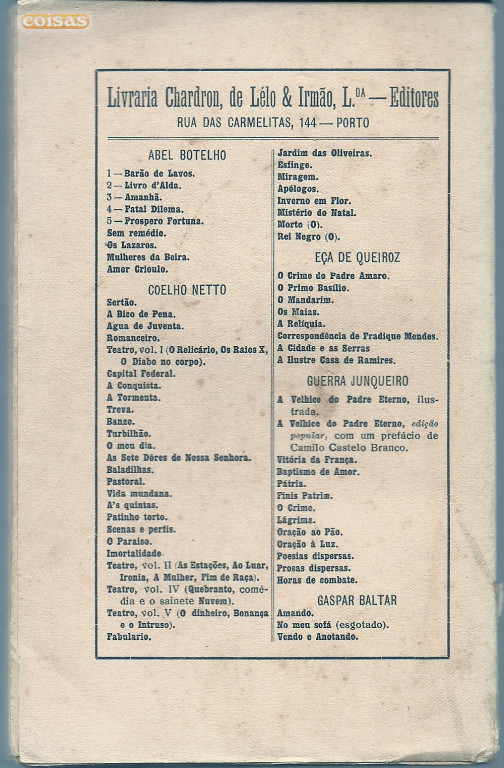 coisas
Livraria Chardron, de Lélo & Irmão, L.DA — Editores
RUA DAS CARMELITAS, 144 — PORTO
ABEL BOTELHO
1 — Barão de Lavos.
2 — Livro d'Alda.
3 — Amanhã.
4 — Fatal Dilema.
5 — Prospero Fortuna.
Sem remédio.
Os Lazaros.
Mulheres da Beira.
Amor Crioulo.
COELHO NETTO
Sertão.
A Bico de Pena.
Agua de Juventa.
Romanceiro.
Teatro, vol. I (O Relicário, Os Raios X,
O Diabo no corpo).
Capital Federal.
A Conquista.
A Tormenta.
Treva.
Banzo.
Turbilhão.
O meu dia.
As Sete Dôres de Nossa Senhora.
Baladilhas.
Pastoral.
Vida mundana.
A's quintas.
Patinho torto.
Scenas e perfis.
O Paraiso.
Imortalidade
Teatro, vol. II (As Estações, Ao Luar,
Ironia, A Mulher, Fim de Raça).
Teatro, vol. IV (Quebranto, comé-
dia e o sainete Nuvem).
Teatro, vol. V (O dinheiro, Bonança
e o Intruso).
Fabulario.
Jardim das Oliveiras.
Esfinge.
Miragem.
Apólogos.
Inverno em Flor.
Mistério do Natal.
Morto (O).
Rei Negro (O).
EÇA DE QUEIROZ
O Crime do Padre Amaro.
O Primo Basílio.
O Mandarim.
Os Maias.
A Relíquia.
Correspondência de Fradique Mendes.
A Cidade e as Serras
A Ilustre Casa de Ramires.
GUERRA JUNQUEIRO
A Velhice do Padre Eterno, ilus-
trada.
A Velhice do Padre Eterno, edição
popular, com um prefácio de
Camilo Castelo Branco.
Vitória da França.
Baptismo de Amor.
Pátria.
Finis Patriæ.
O Crime.
Lágrima.
Oração ao Pão.
Oração à Luz.
Poesias dispersas.
Prosas dispersas.
Horas de combate.
GASPAR BALTAR
Amando.
No meu sofá (esgotado).
Vendo e Anotando.